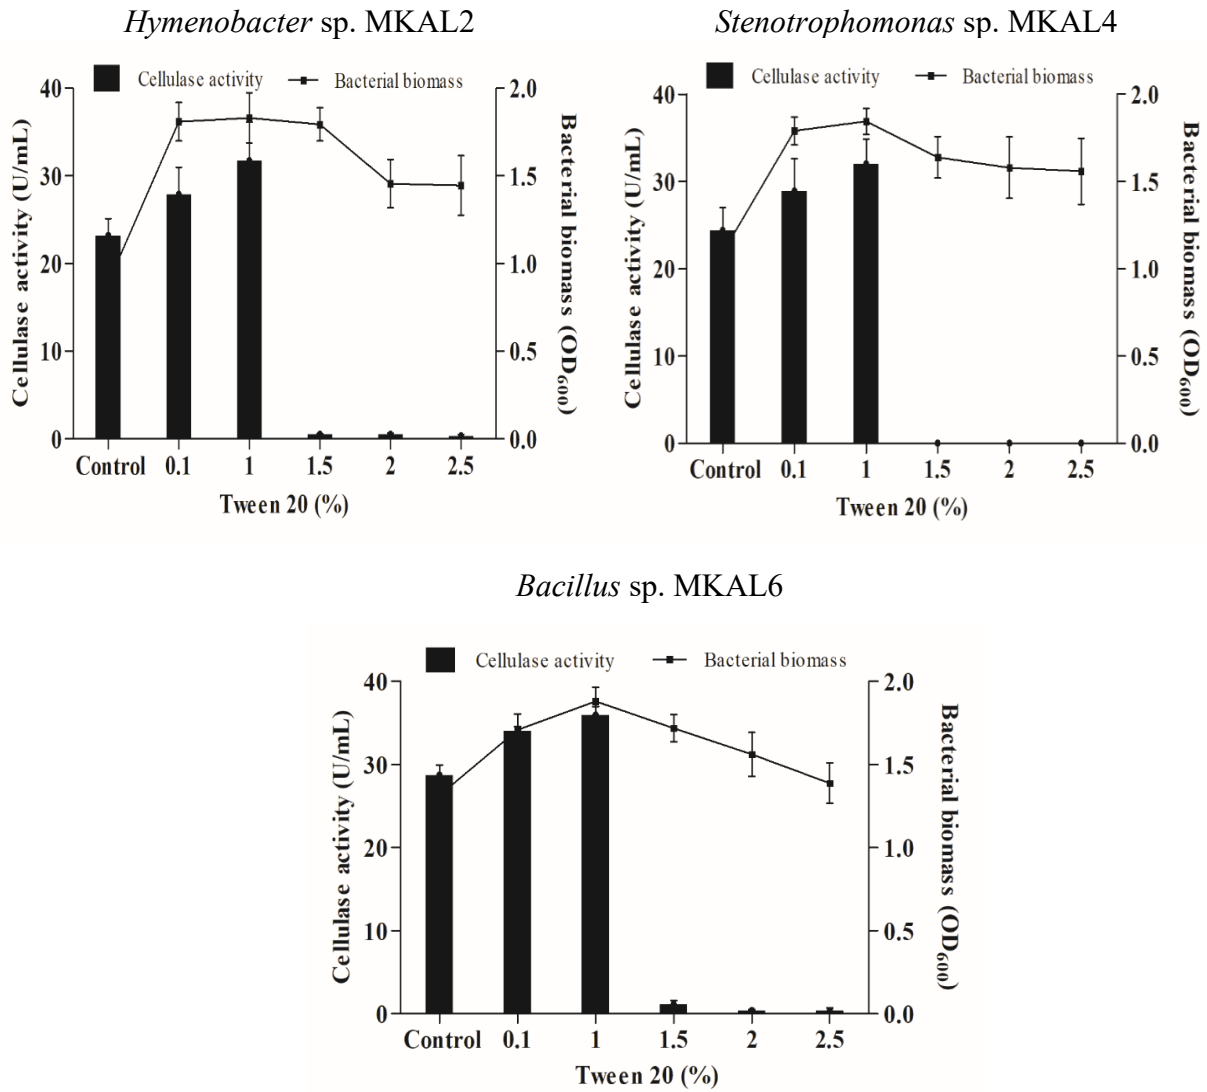 Hymenobacter sp. MKAL2
Cellulase activity Bacterial biomass
Cellulase activity (U/mL)
40
30
20
10
0
2.0
1.5
1.0
0.5
0.0
Bacterial biomass (OD600)
Control 0.1 1 1.5 2 2.5
Tween 20 (%)
Stenotrophomonas sp. MKAL4
Cellulase activity Bacterial biomass
Cellulase activity (U/mL)
40
30
20
10
0
2.0
1.5
1.0
0.5
0.0
Bacterial biomass (OD600)
Control 0.1 1 1.5 2 2.5
Tween 20 (%)
Bacillus sp. MKAL6
Cellulase activity Bacterial biomass
Cellulase activity (U/mL)
40
30
20
10
0
2.0
1.5
1.0
0.5
0.0
Bacterial biomass (OD600)
Control 0.1 1 1.5 2 2.5
Tween 20 (%)